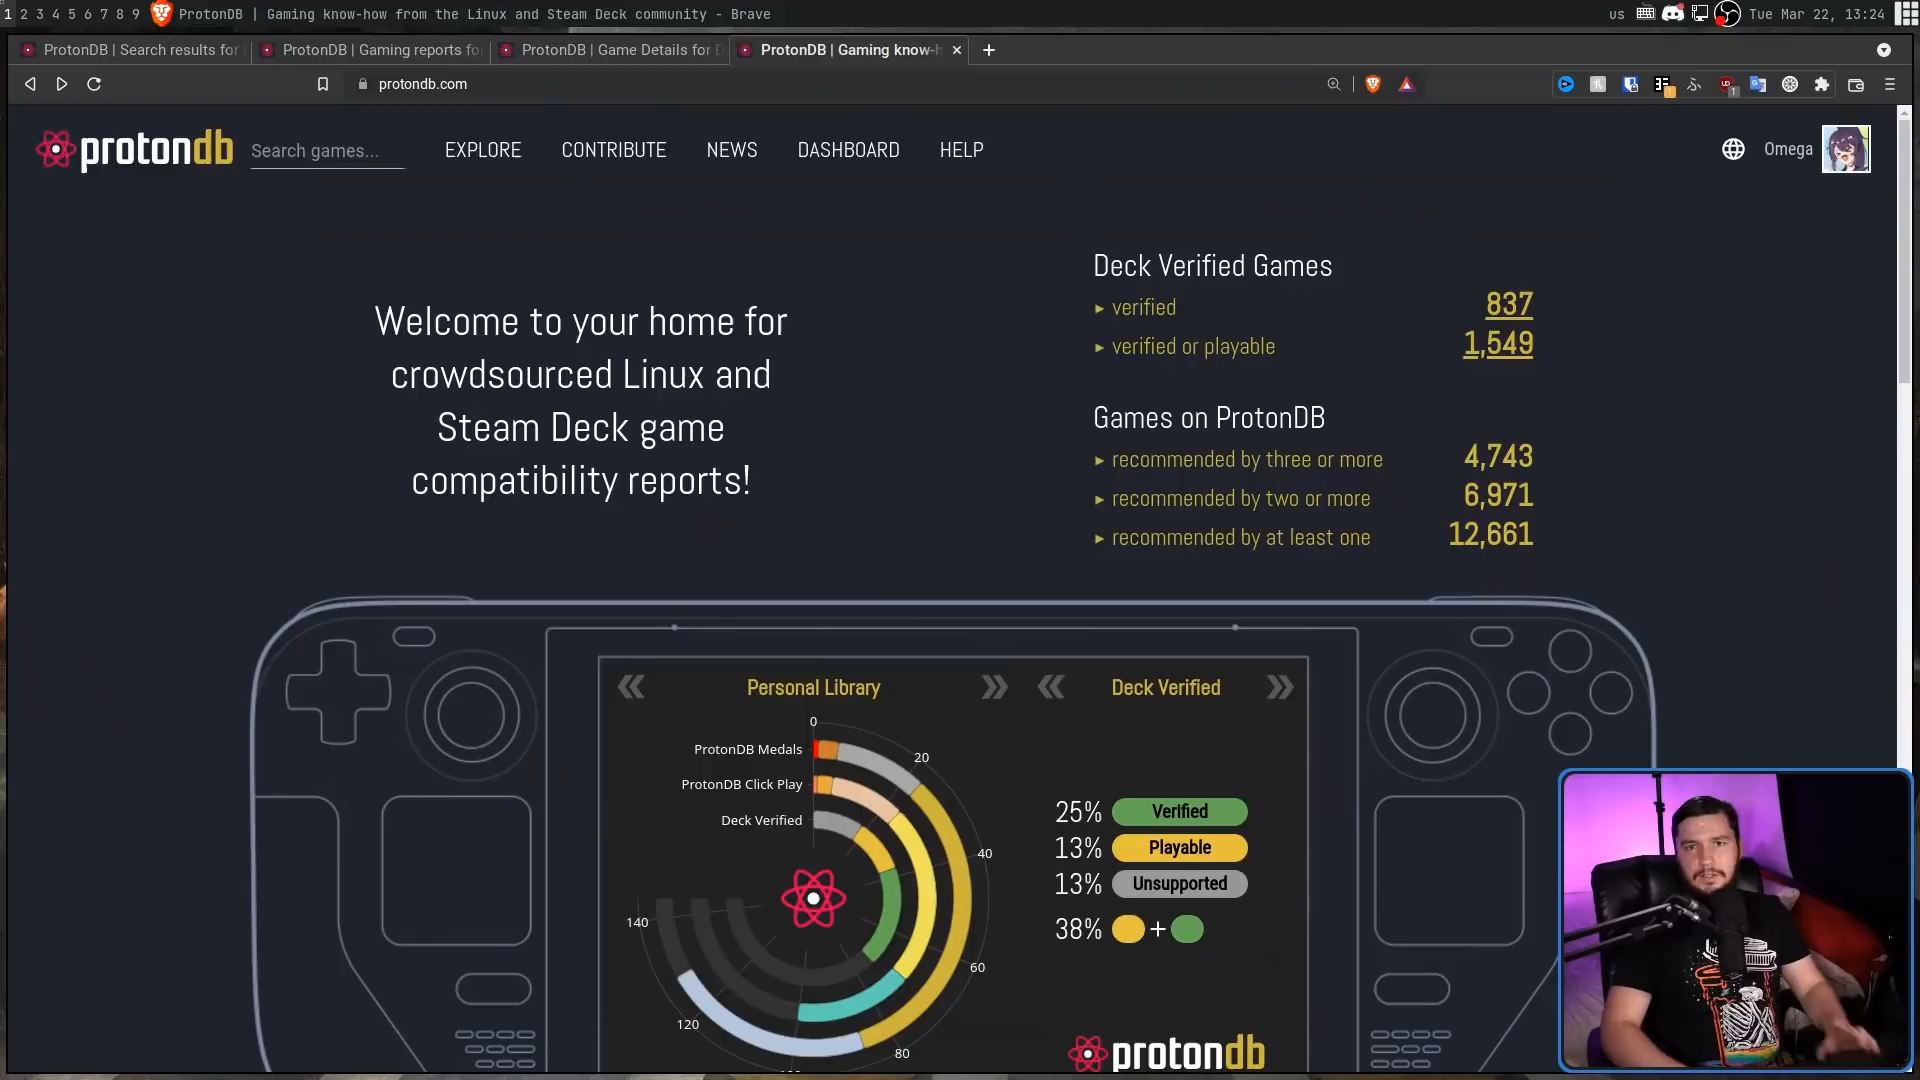 1 2 3 4 5 6 7 8 9 ProtonDB | Gaming know-how from the Linux and Steam Deck community - Brave
us Tue Mar 22, 13:24
ProtonDB | Search results for
ProtonDB | Gaming reports fo
ProtonDB | Game Details for D
ProtonDB | Gaming know-h
protondb.com
protondb
Search games...
EXPLORE
CONTRIBUTE
NEWS
DASHBOARD
HELP
Omega
Welcome to your home for
crowdsourced Linux and
Steam Deck game
compatibility reports!
Deck Verified Games
▸ verified 837
▸ verified or playable 1,549
Games on ProtonDB
▸ recommended by three or more 4,743
▸ recommended by two or more 6,971
▸ recommended by at least one 12,661
Personal Library
0
ProtonDB Medals
20
ProtonDB Click Play
Deck Verified
40
140
60
120
80
Deck Verified
25% Verified
13% Playable
13% Unsupported
38% +
protondb